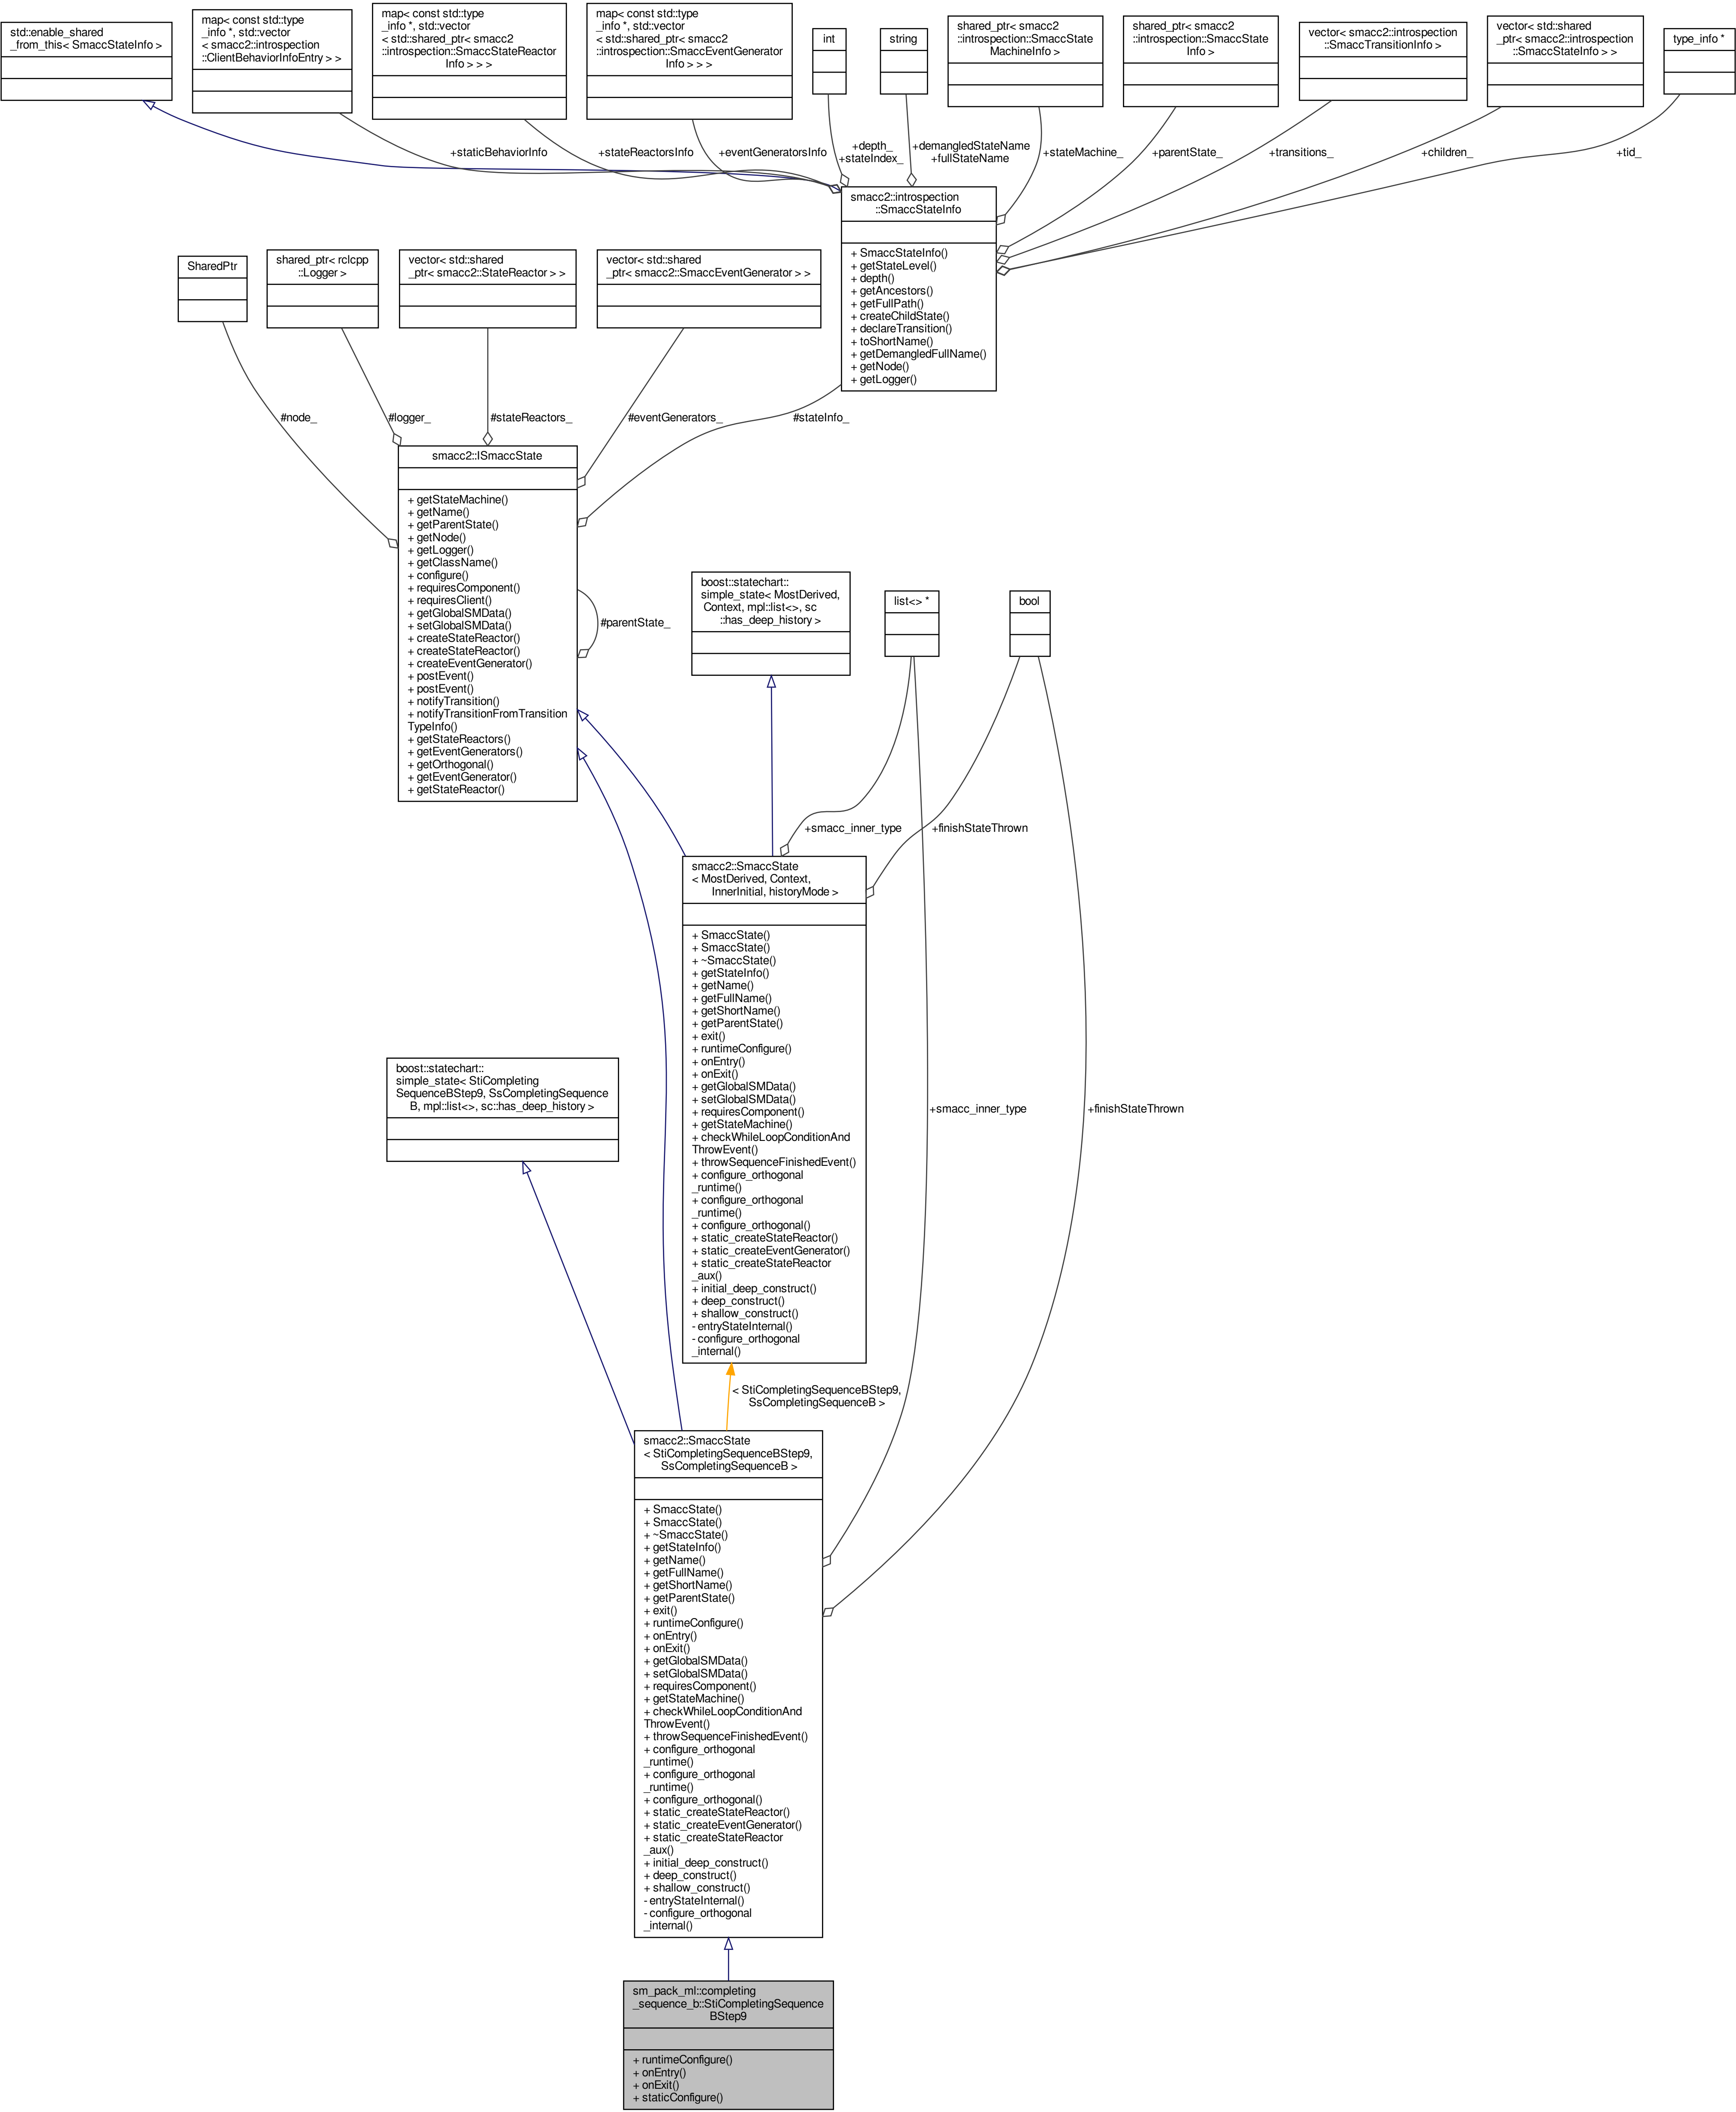 std::enable_shared
_from_this< SmaccStateInfo >
map< const std::type
_info *, std::vector
< smacc2::introspection
::ClientBehaviorInfoEntry > >
map< const std::type
_info *, std::vector
< std::shared_ptr< smacc2
::introspection::SmaccStateReactor
Info > > >
map< const std::type
_info *, std::vector
< std::shared_ptr< smacc2
::introspection::SmaccEventGenerator
Info > > >
int
string
shared_ptr< smacc2
::introspection::SmaccState
MachineInfo >
shared_ptr< smacc2
::introspection::SmaccState
Info >
vector< smacc2::introspection
::SmaccTransitionInfo >
vector< std::shared
_ptr< smacc2::introspection
::SmaccStateInfo > >
type_info *
+staticBehaviorInfo
+stateReactorsInfo
+eventGeneratorsInfo
+depth_
+stateIndex_
+demangledStateName
+fullStateName
+stateMachine_
+parentState_
+transitions_
+children_
+tid_
smacc2::introspection
::SmaccStateInfo
+ SmaccStateInfo()
+ getStateLevel()
+ depth()
+ getAncestors()
+ getFullPath()
+ createChildState()
+ declareTransition()
+ toShortName()
+ getDemangledFullName()
+ getNode()
+ getLogger()
SharedPtr
shared_ptr< rclcpp
::Logger >
vector< std::shared
_ptr< smacc2::StateReactor > >
vector< std::shared
_ptr< smacc2::SmaccEventGenerator > >
#node_
#logger_
#stateReactors_
#eventGenerators_
#stateInfo_
smacc2::ISmaccState
+ getStateMachine()
+ getName()
+ getParentState()
+ getNode()
+ getLogger()
+ getClassName()
+ configure()
+ requiresComponent()
+ requiresClient()
+ getGlobalSMData()
+ setGlobalSMData()
+ createStateReactor()
+ createStateReactor()
+ createEventGenerator()
+ postEvent()
+ postEvent()
+ notifyTransition()
+ notifyTransitionFromTransition
TypeInfo()
+ getStateReactors()
+ getEventGenerators()
+ getOrthogonal()
+ getEventGenerator()
+ getStateReactor()
#parentState_
boost::statechart::
simple_state< MostDerived,
Context, mpl::list<>, sc
::has_deep_history >
list<> *
bool
+smacc_inner_type
+finishStateThrown
smacc2::SmaccState
< MostDerived, Context,
InnerInitial, historyMode >
+ SmaccState()
+ SmaccState()
+ ~SmaccState()
+ getStateInfo()
+ getName()
+ getFullName()
+ getShortName()
+ getParentState()
+ exit()
+ runtimeConfigure()
+ onEntry()
+ onExit()
+ getGlobalSMData()
+ setGlobalSMData()
+ requiresComponent()
+ getStateMachine()
+ checkWhileLoopConditionAnd
ThrowEvent()
+ throwSequenceFinishedEvent()
+ configure_orthogonal
_runtime()
+ configure_orthogonal
_runtime()
+ configure_orthogonal()
+ static_createStateReactor()
+ static_createEventGenerator()
+ static_createStateReactor
_aux()
+ initial_deep_construct()
+ deep_construct()
+ shallow_construct()
- entryStateInternal()
- configure_orthogonal
_internal()
boost::statechart::
simple_state< StiCompleting
SequenceBStep9, SsCompletingSequence
B, mpl::list<>, sc::has_deep_history >
+smacc_inner_type
+finishStateThrown
< StiCompletingSequenceBStep9,
SsCompletingSequenceB >
smacc2::SmaccState
< StiCompletingSequenceBStep9,
SsCompletingSequenceB >
+ SmaccState()
+ SmaccState()
+ ~SmaccState()
+ getStateInfo()
+ getName()
+ getFullName()
+ getShortName()
+ getParentState()
+ exit()
+ runtimeConfigure()
+ onEntry()
+ onExit()
+ getGlobalSMData()
+ setGlobalSMData()
+ requiresComponent()
+ getStateMachine()
+ checkWhileLoopConditionAnd
ThrowEvent()
+ throwSequenceFinishedEvent()
+ configure_orthogonal
_runtime()
+ configure_orthogonal
_runtime()
+ configure_orthogonal()
+ static_createStateReactor()
+ static_createEventGenerator()
+ static_createStateReactor
_aux()
+ initial_deep_construct()
+ deep_construct()
+ shallow_construct()
- entryStateInternal()
- configure_orthogonal
_internal()
sm_pack_ml::completing
_sequence_b::StiCompletingSequence
BStep9
+ runtimeConfigure()
+ onEntry()
+ onExit()
+ staticConfigure()